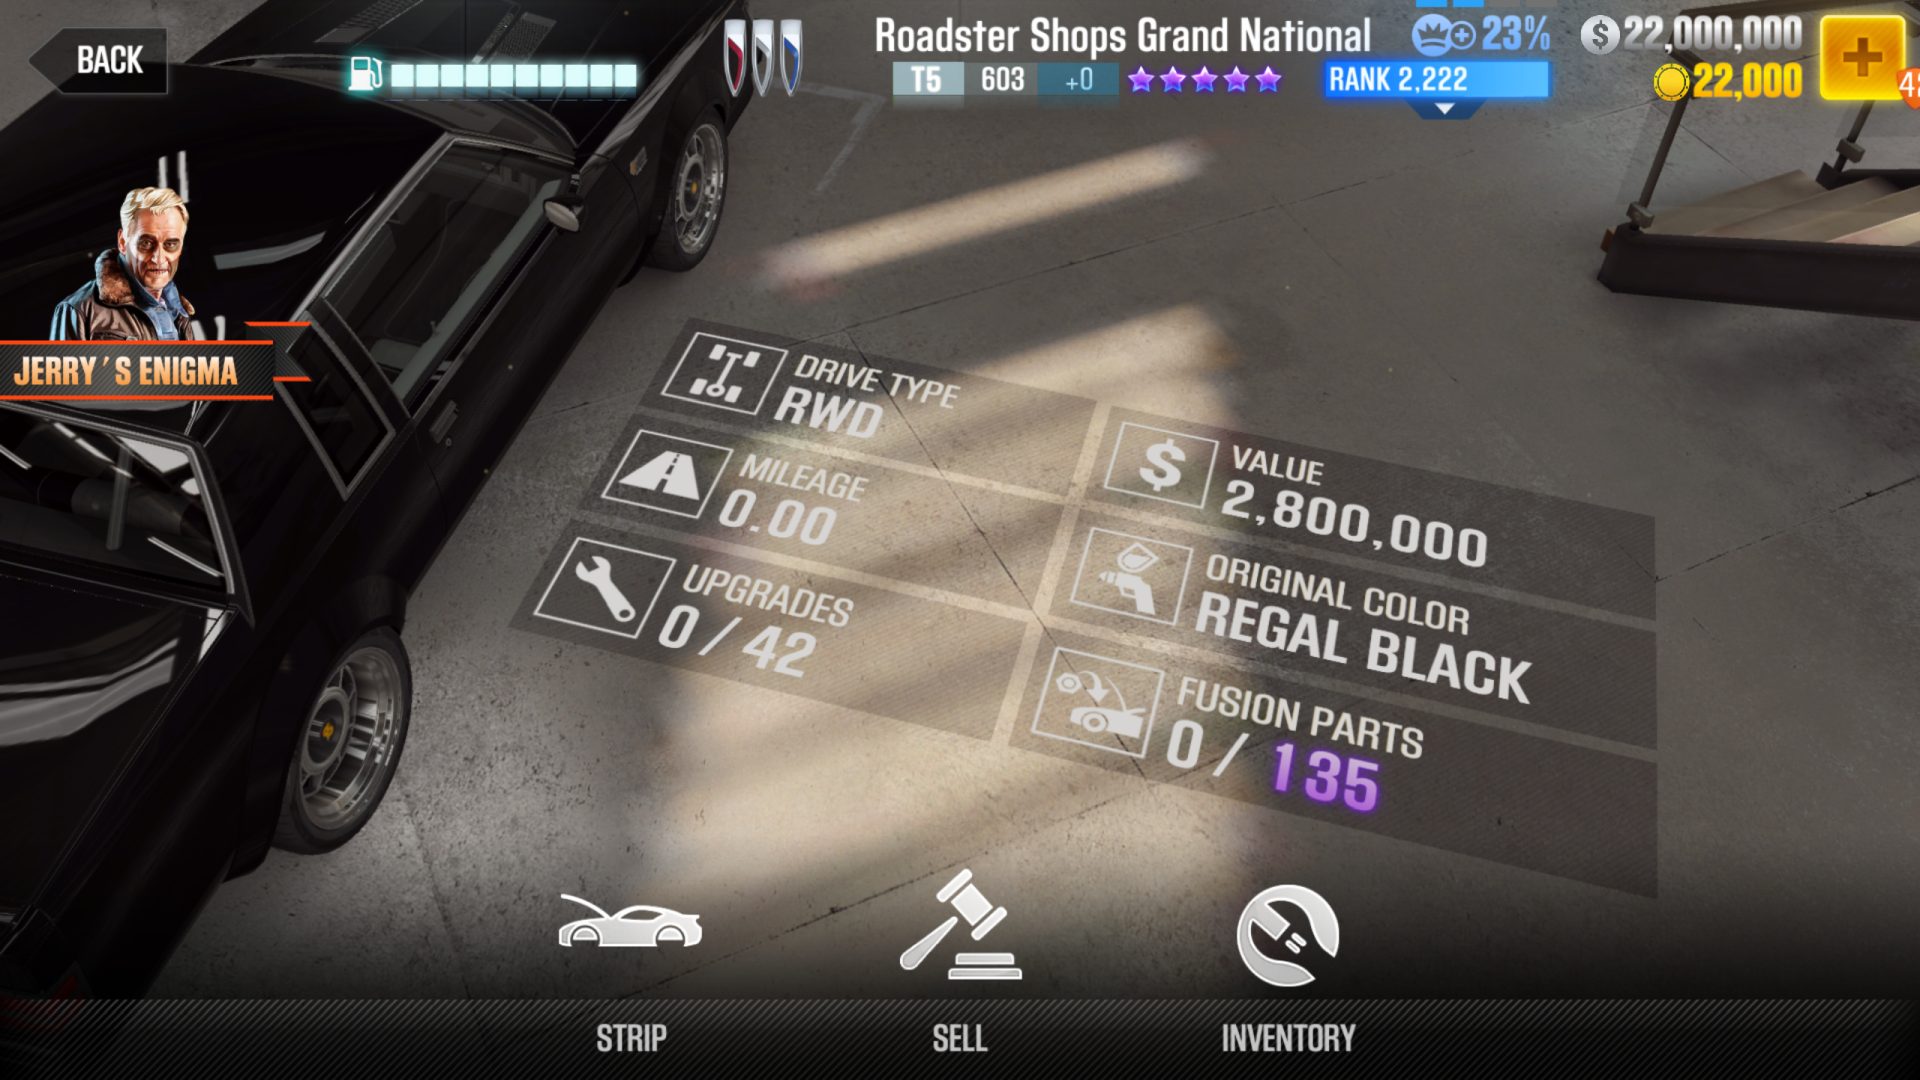 BACK
Roadster Shops Grand National
23%
22,000,000
T5 603 +0
RANK 2,222
22,000
JERRY´S ENIGMA
DRIVE TYPE
RWD
MILEAGE
0.00
UPGRADES
0 / 42
VALUE
2,800,000
ORIGINAL COLOR
REGAL BLACK
FUSION PARTS
0 / 135
STRIP
SELL
INVENTORY